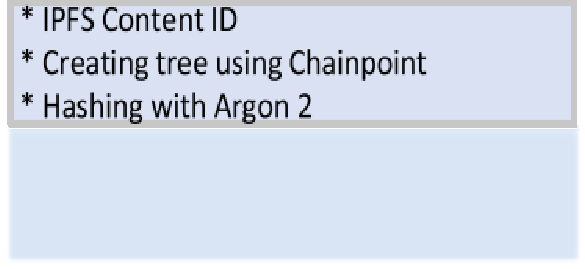 * IPFS Content ID
* Creating tree using Chainpoint
* Hashing with Argon 2